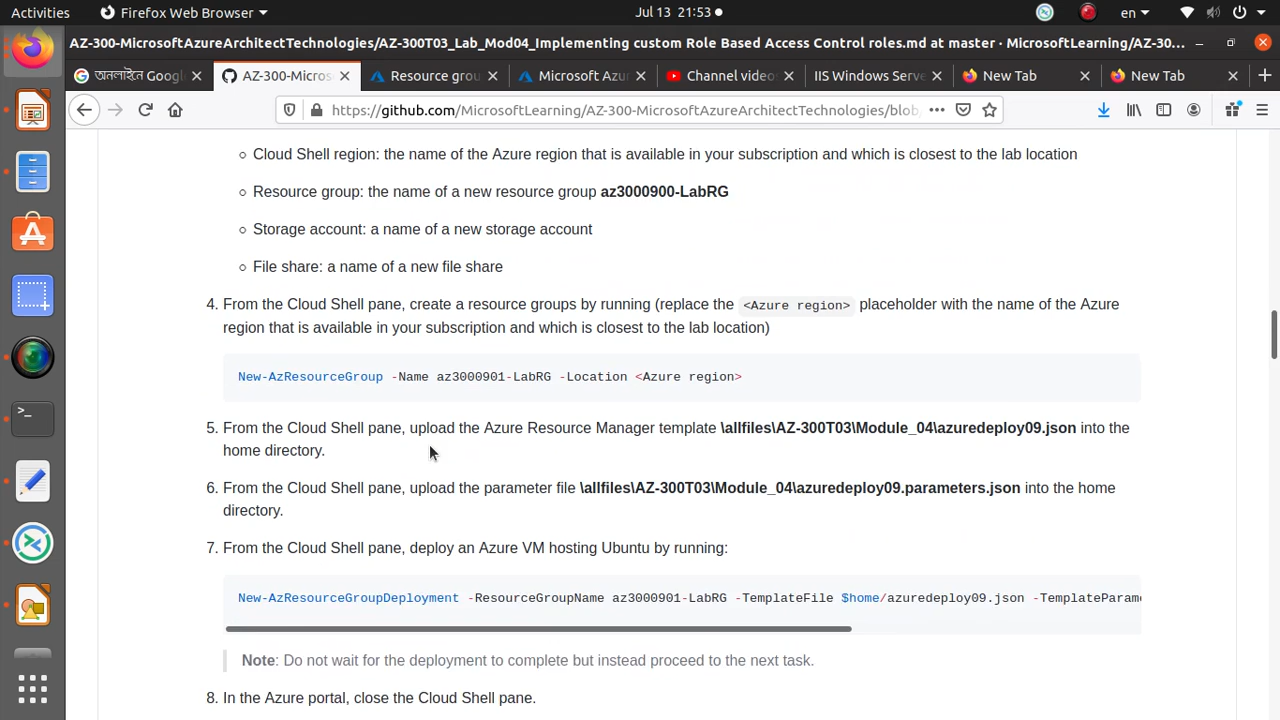 Activities
Firefox Web Browser
Jul 13 21:53
en
AZ-300-MicrosoftAzureArchitectTechnologies/AZ-300T03_Lab_Mod04_Implementing custom Role Based Access Control roles.md at master · MicrosoftLearning/AZ-30...
অনলাইন Googl
AZ-300-Micros
Resource grou
Microsoft Azu
Channel video
IIS Windows Serve
New Tab
New Tab
https://github.com/MicrosoftLearning/AZ-300-MicrosoftAzureArchitectTechnologies/blob
Cloud Shell region: the name of the Azure region that is available in your subscription and which is closest to the lab location
Resource group: the name of a new resource group az3000900-LabRG
Storage account: a name of a new storage account
File share: a name of a new file share
4. From the Cloud Shell pane, create a resource groups by running (replace the <Azure region> placeholder with the name of the Azure
region that is available in your subscription and which is closest to the lab location)
New-AzResourceGroup -Name az3000901-LabRG -Location <Azure region>
5. From the Cloud Shell pane, upload the Azure Resource Manager template \allfiles\AZ-300T03\Module_04\azuredeploy09.json into the
home directory.
6. From the Cloud Shell pane, upload the parameter file \allfiles\AZ-300T03\Module_04\azuredeploy09.parameters.json into the home
directory.
7. From the Cloud Shell pane, deploy an Azure VM hosting Ubuntu by running:
New-AzResourceGroupDeployment -ResourceGroupName az3000901-LabRG -TemplateFile $home/azuredeploy09.json -TemplateParame
Note: Do not wait for the deployment to complete but instead proceed to the next task.
8. In the Azure portal, close the Cloud Shell pane.